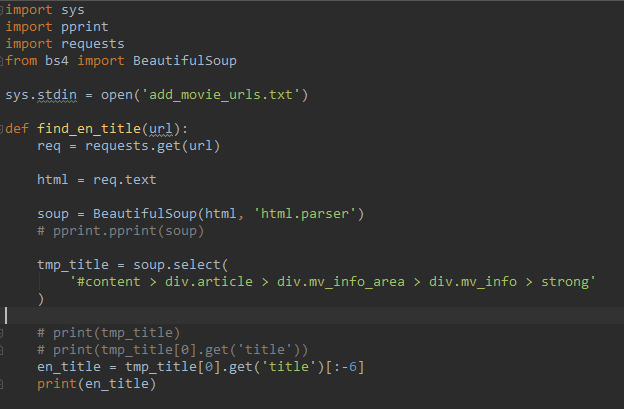 import sys
import pprint
import requests
from bs4 import BeautifulSoup

sys.stdin = open('add_movie_urls.txt')

def find_en_title(url):
    req = requests.get(url)

    html = req.text

    soup = BeautifulSoup(html, 'html.parser')
    # pprint.pprint(soup)

    tmp_title = soup.select(
        '#content > div.article > div.mv_info_area > div.mv_info > strong'
    )

    # print(tmp_title)
    # print(tmp_title[0].get('title'))
    en_title = tmp_title[0].get('title')[:-6]
    print(en_title)